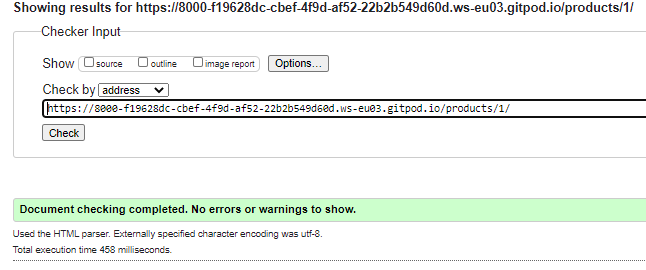 Showing results for https://8000-f19628dc-cbef-4f9d-af52-22b2b549d60d.ws-eu03.gitpod.io/products/1/
Checker Input
Show source outline image report Options...
Check by address
https://8000-f19628dc-cbef-4f9d-af52-22b2b549d60d.ws-eu03.gitpod.io/products/1/
Check
Document checking completed. No errors or warnings to show.
Used the HTML parser. Externally specified character encoding was utf-8.
Total execution time 458 milliseconds.